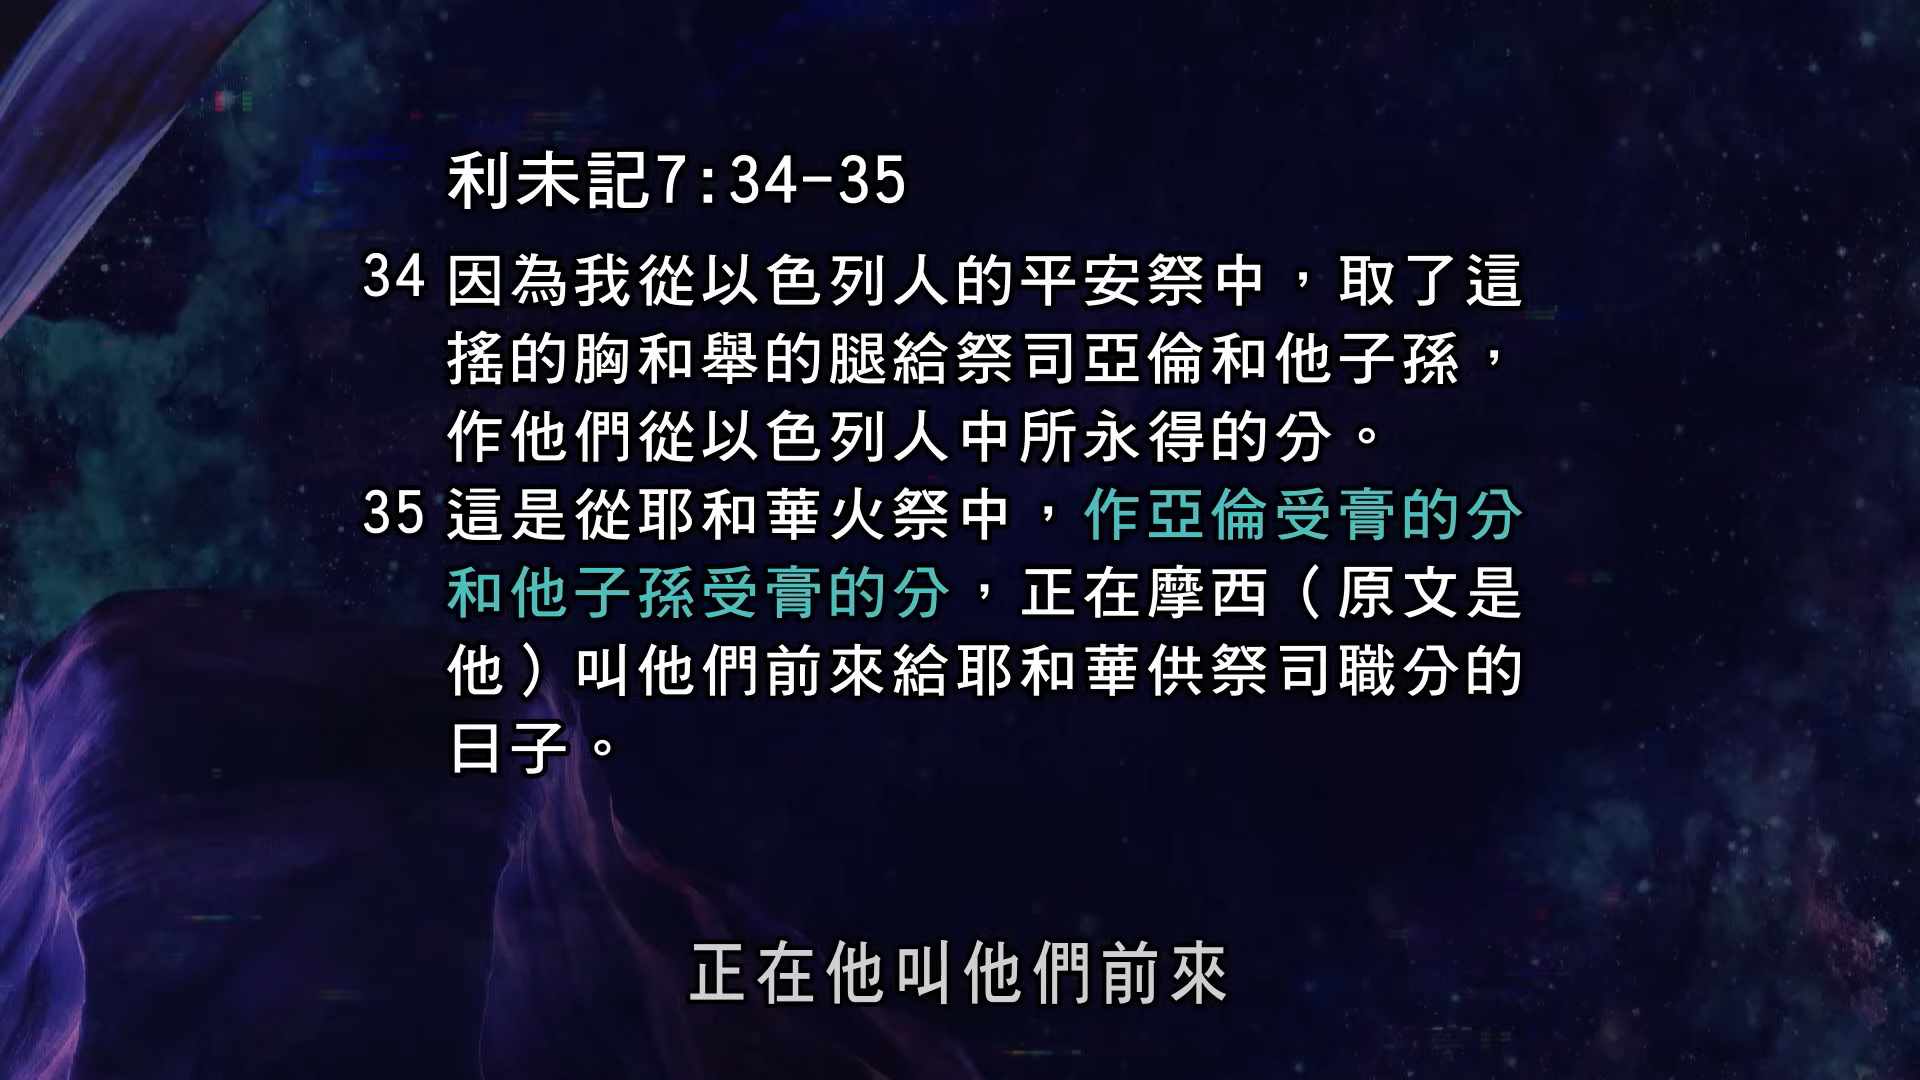 利未記7:34-35
34 因為我從以色列人的平安祭中，取了這
搖的胸和舉的腿給祭司亞倫和他子孫，
作他們從以色列人中所永得的分。
35 這是從耶和華火祭中，作亞倫受膏的分
和他子孫受膏的分，正在摩西（原文是
他）叫他們前來給耶和華供祭司職分的
日子。
正在他叫他們前來